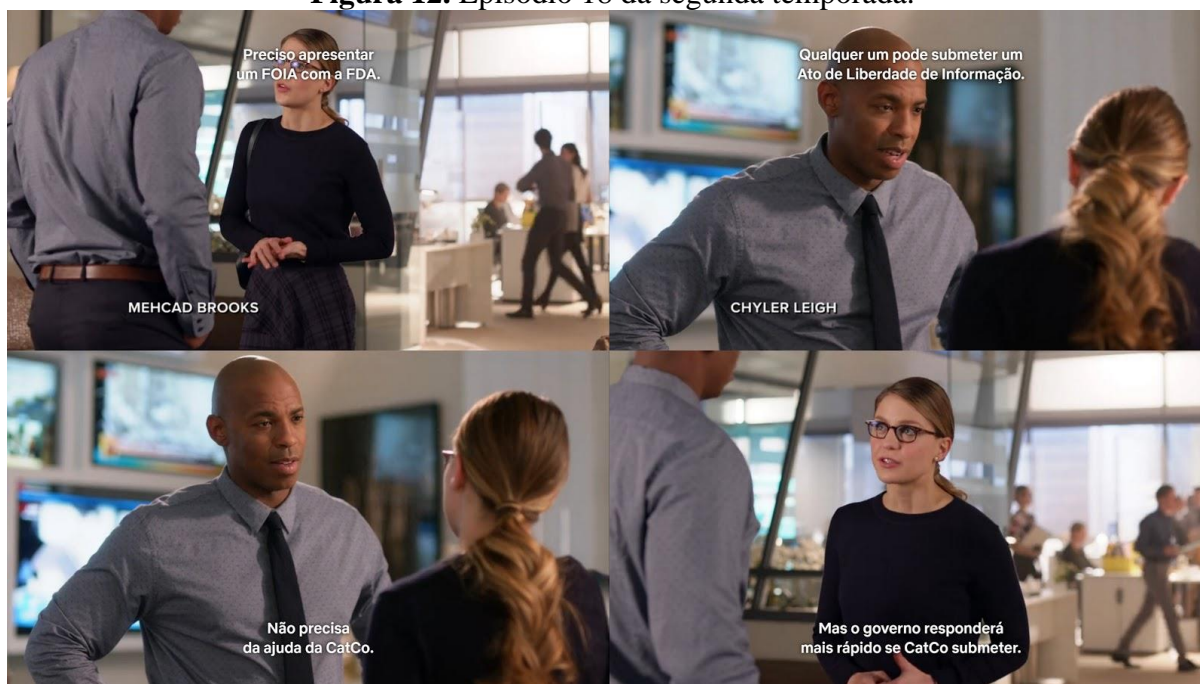 Figura 12. Episódio 18 da segunda temporada.
Preciso apresentar
um FOIA com a FDA.
MEHCAD BROOKS
Qualquer um pode submeter um
Ato de Liberdade de Informação.
CHYLER LEIGH
Não precisa
da ajuda da CatCo.
Mas o governo responderá
mais rápido se CatCo submeter.